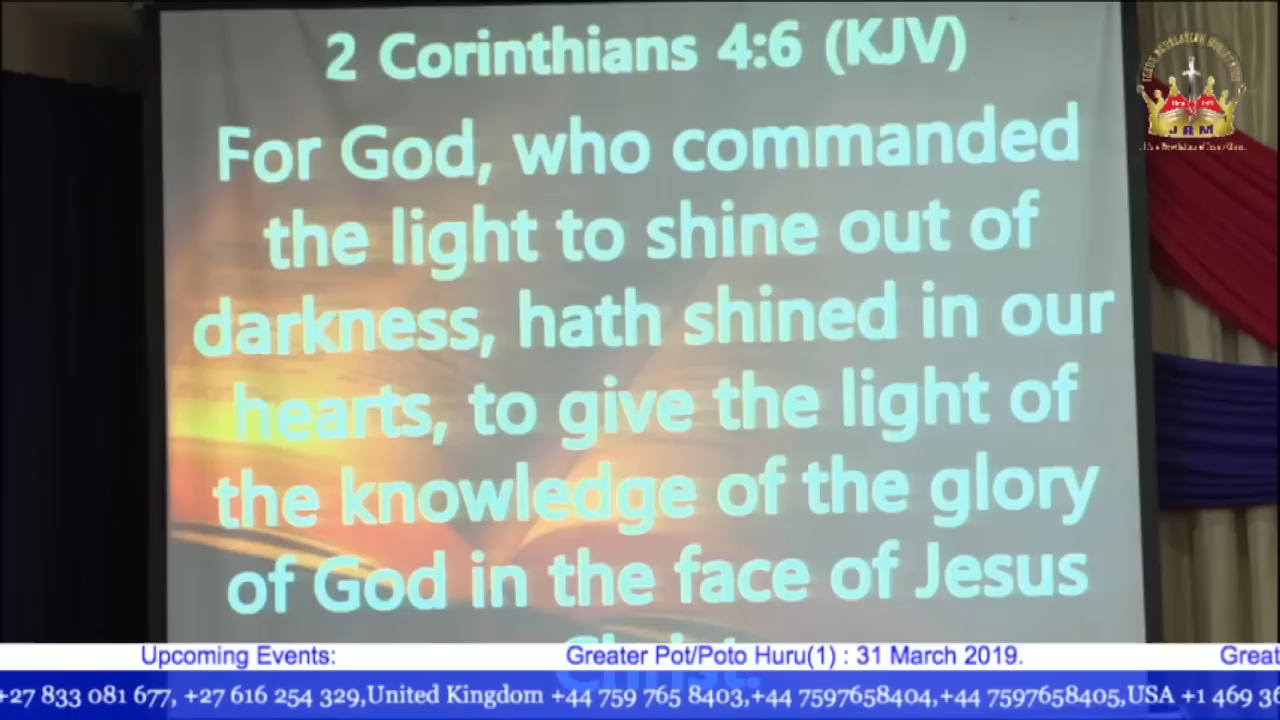 2 Corinthians 4:6 (KJV)
For God, who commanded
the light to shine out of
darkness, hath shined in our
hearts, to give the light of
the knowledge of the glory
of God in the face of Jesus
Christ.
JRM
Upcoming Events: Greater Pot/Poto Huru(1) : 31 March 2019. Great
+27 833 081 677, +27 616 254 329,United Kingdom +44 759 765 8403,+44 7597658404,+44 7597658405,USA +1 469 36